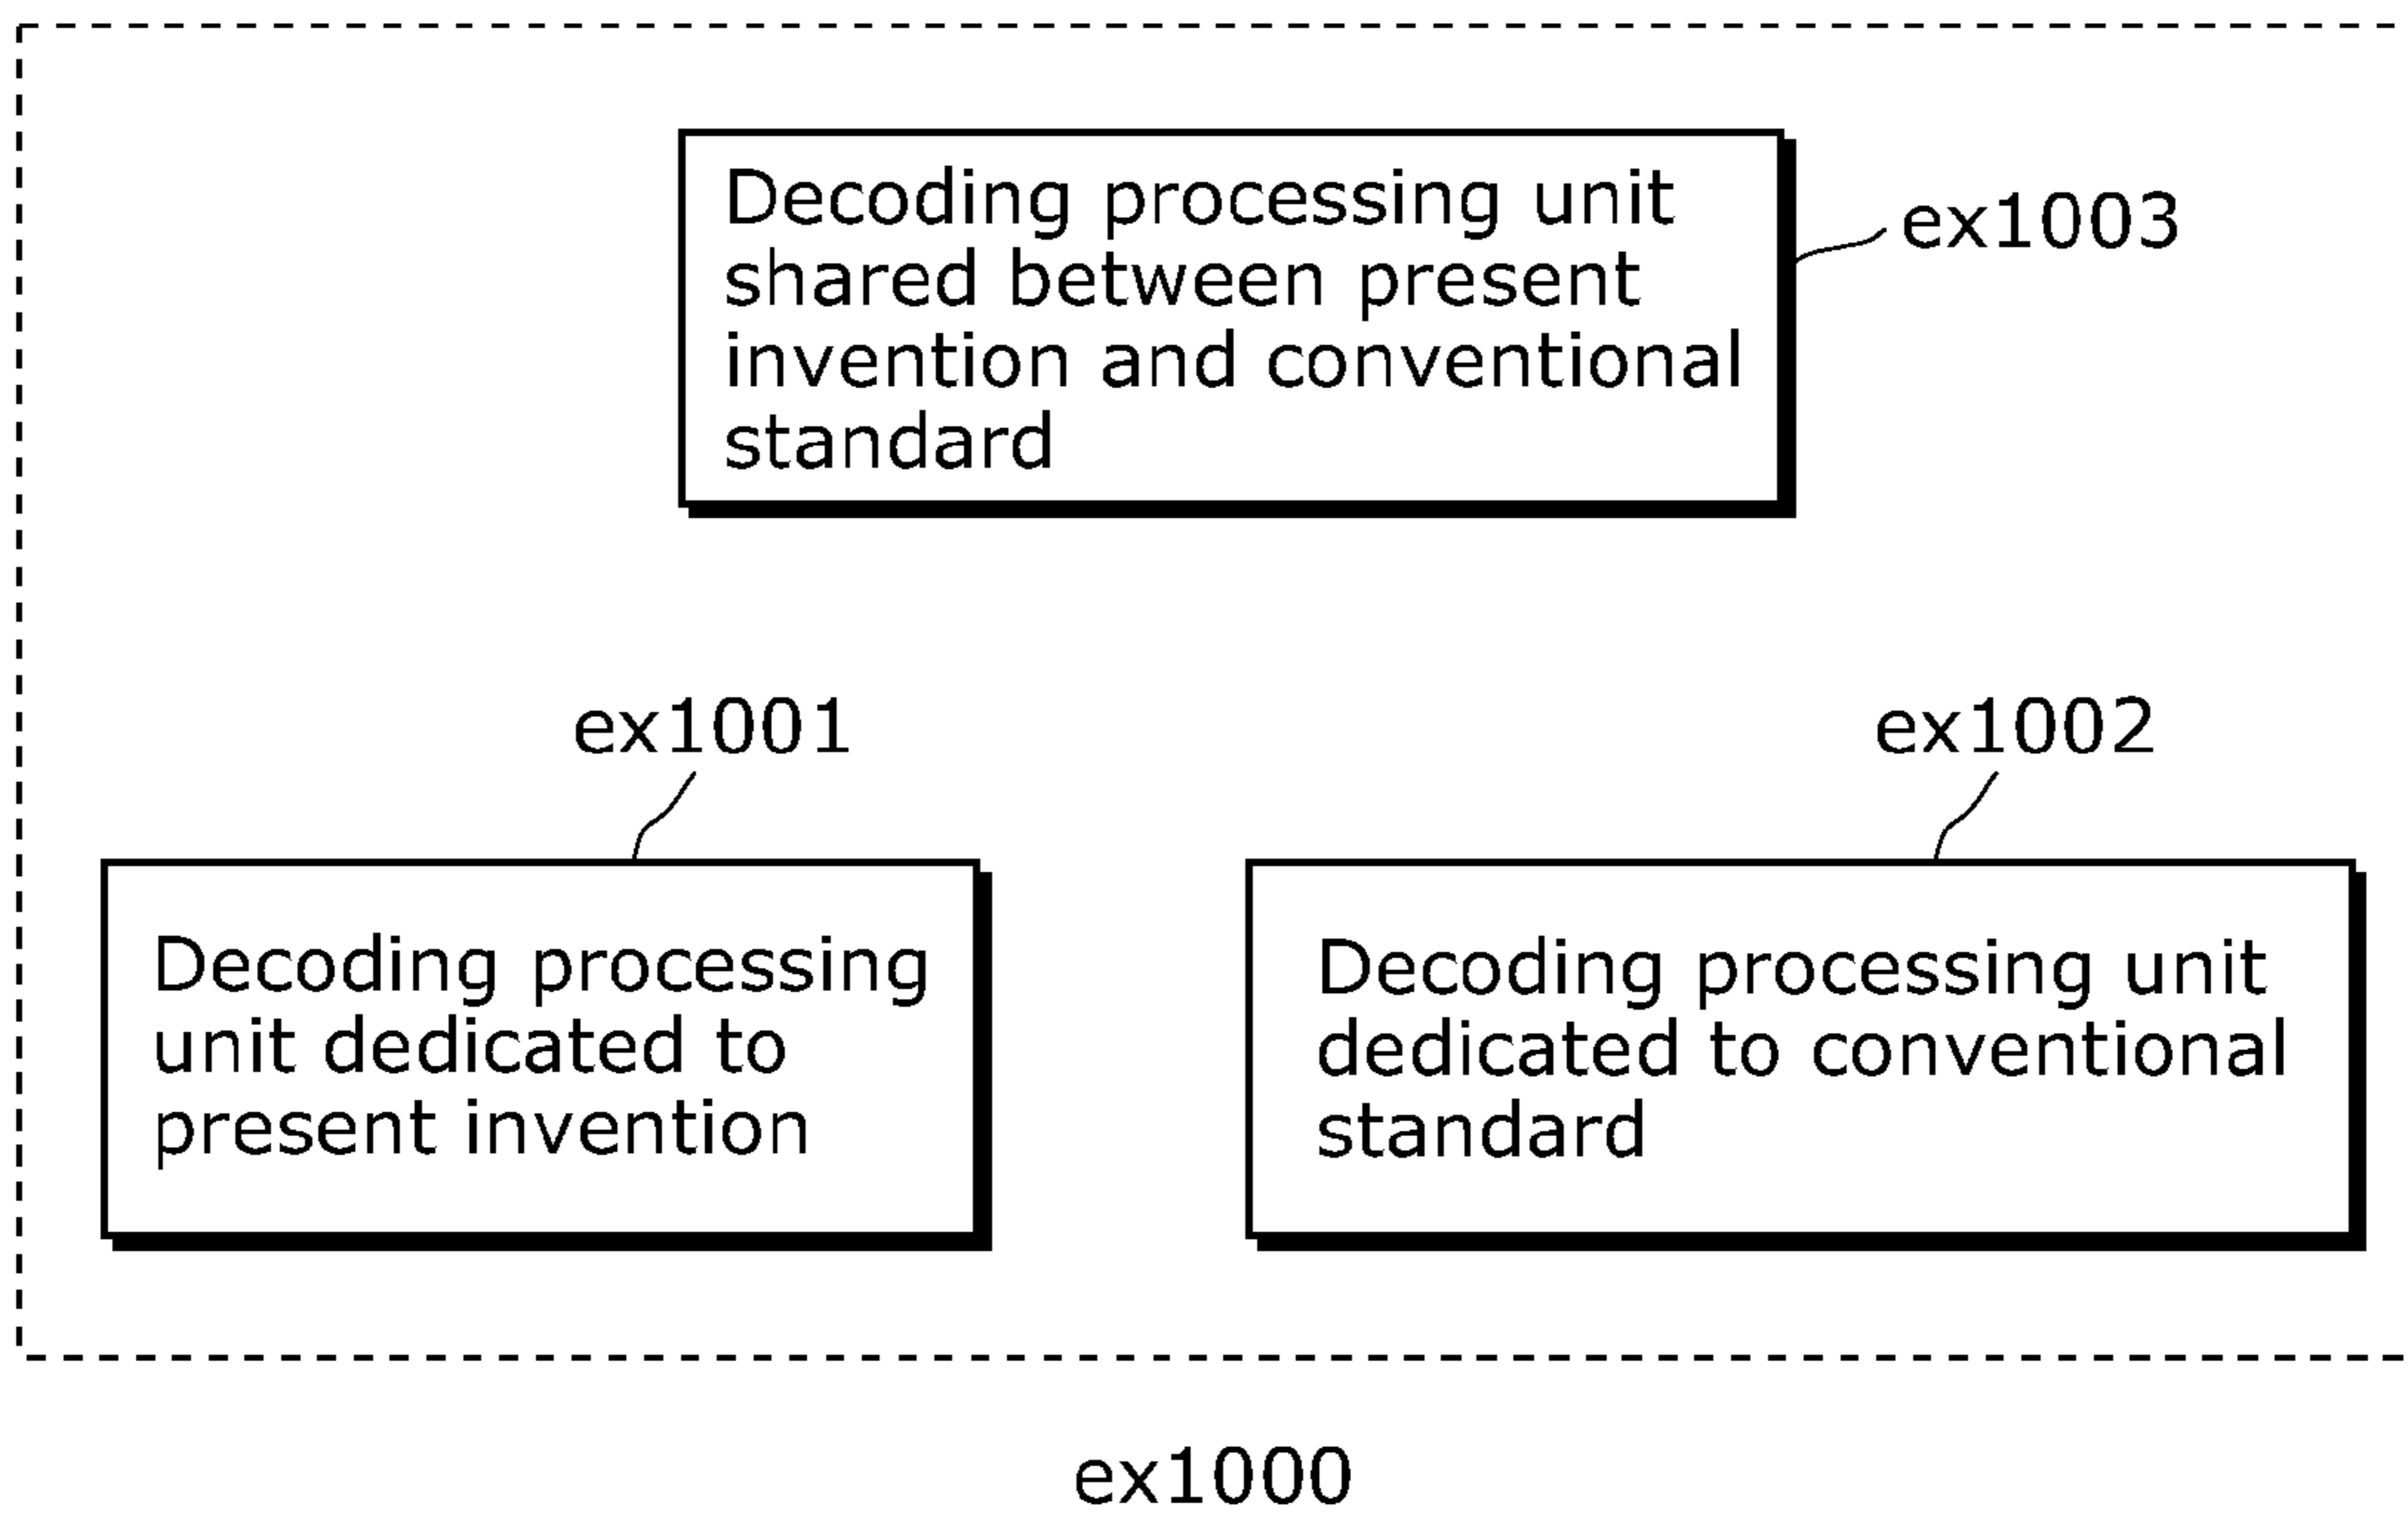 Decoding processing unit
shared between present
invention and conventional
standard
ex1003
ex1001
ex1002
Decoding processing
unit dedicated to
present invention
Decoding processing unit
dedicated to conventional
standard
ex1000